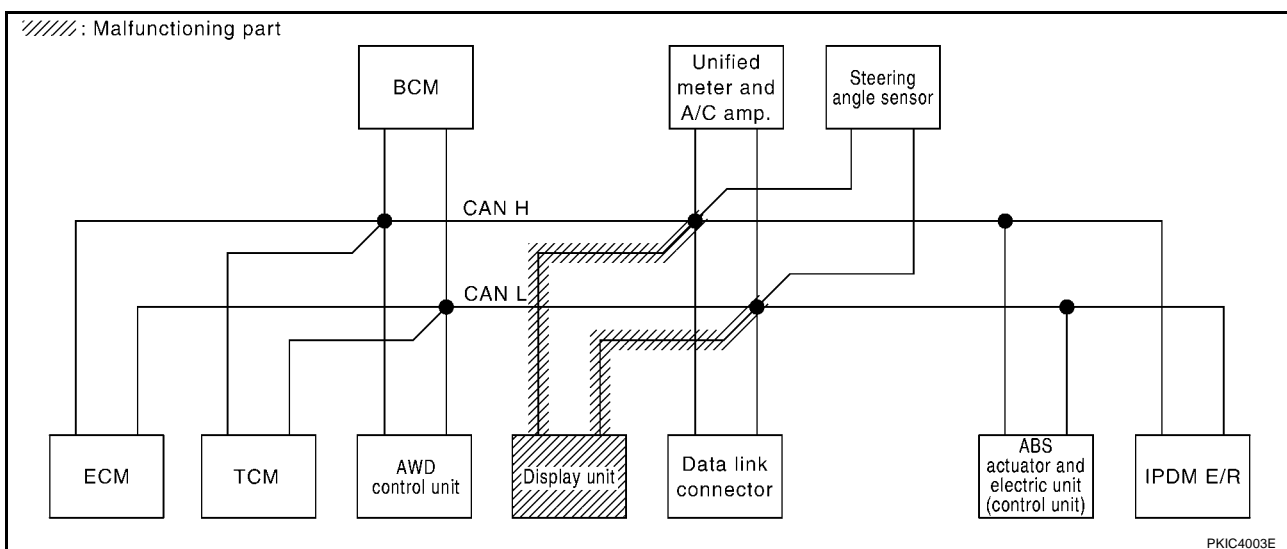 : Malfunctioning part
BCM
Unified
meter and
A/C amp.
Steering
angle sensor
CAN H
CAN L
ECM
TCM
AWD
control unit
Display unit
Data link
connector
ABS
actuator and
electric unit
(control unit)
IPDM E/R
PKIC4003E